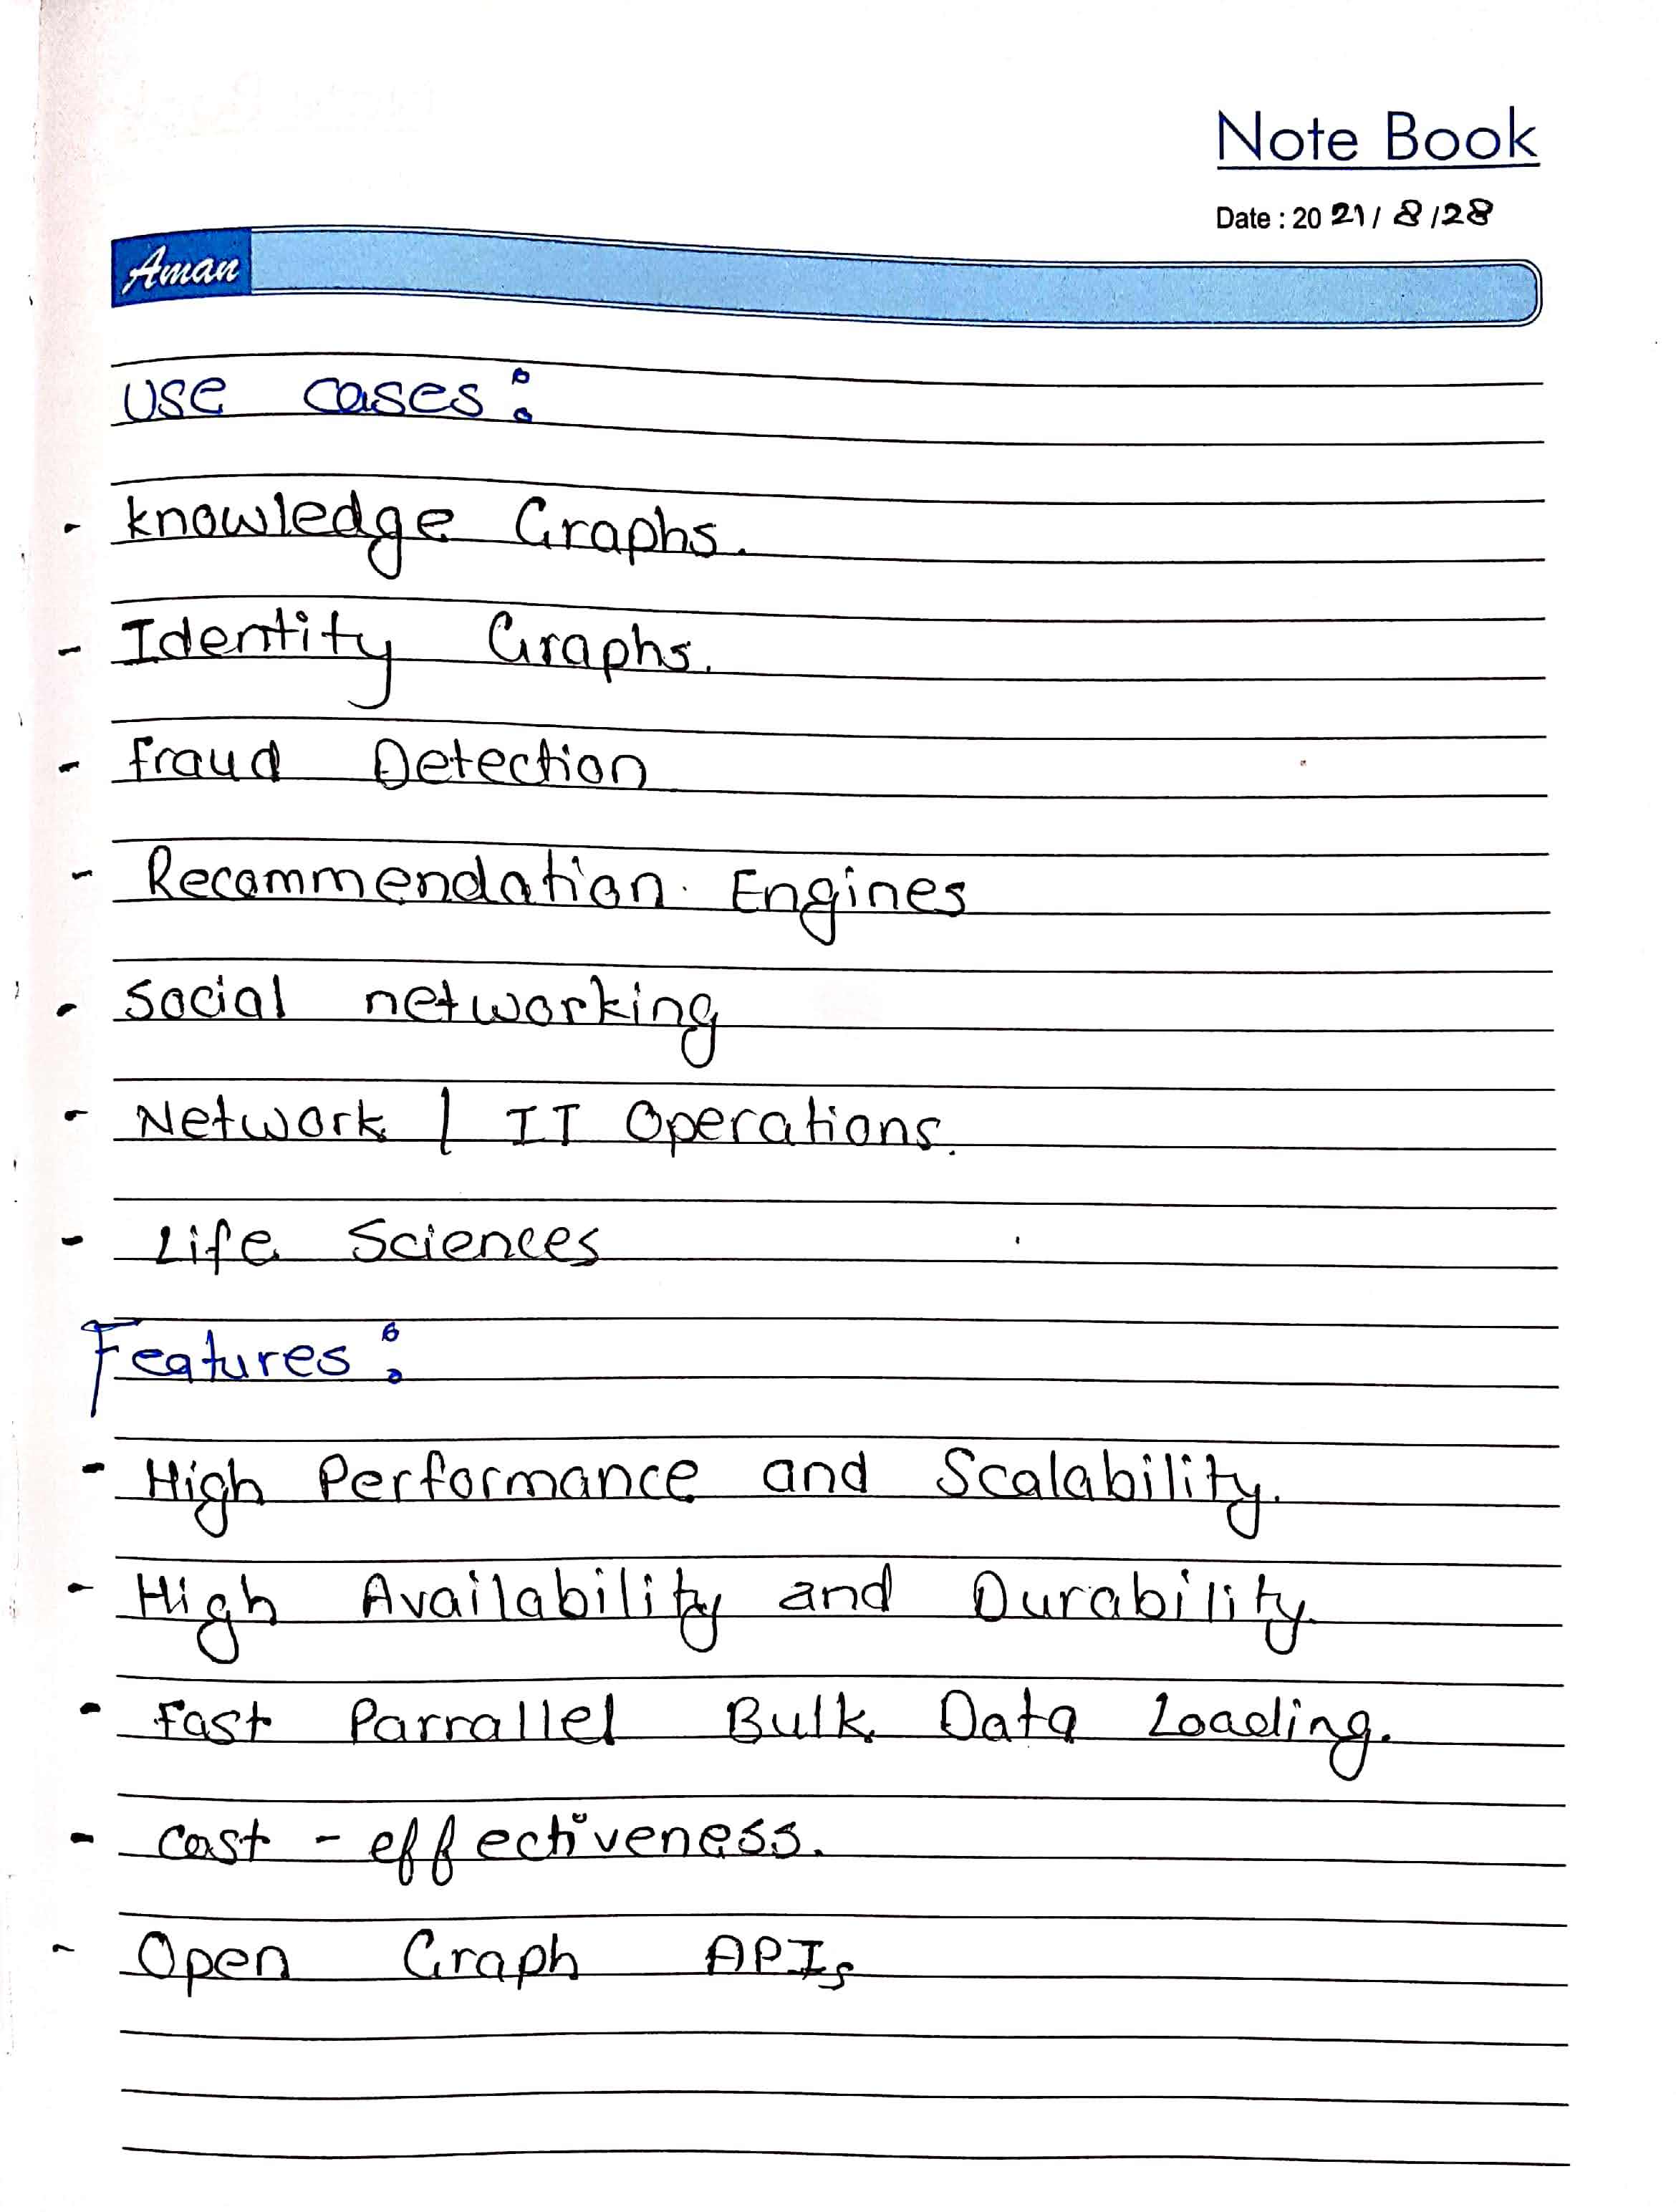 Note Book
Date : 20 21/ 8 /28
Aman
Use cases :
- knowledge Graphs.
- Identity Graphs.
- fraud Detection
- Recommendation Engines
- social networking
- Network / IT Operations.
- Life Sciences
Features :
- High Performance and Scalability.
- High Availability and Durability.
- Fast Parrallel Bulk Data Loading.
- cost - effectiveness.
- Open Graph APIs